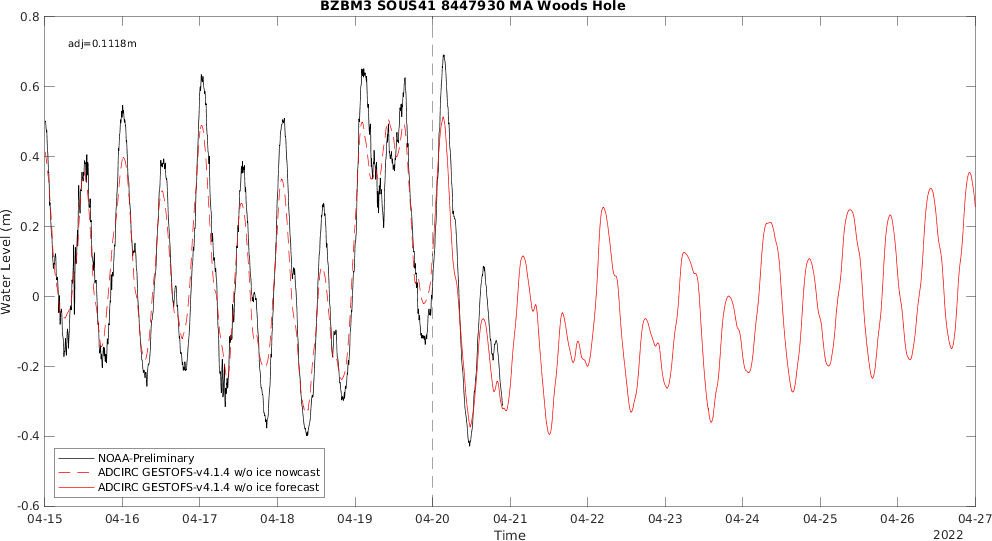 BZBM3 SOUS41 8447930 MA Woods Hole
0.8
adj=0.1118m
0.6
0.4
0.2
0
-0.2
-0.4
-0.6
Water Level (m)
NOAA-Preliminary
ADCIRC GESTOFS-v4.1.4 w/o ice nowcast
ADCIRC GESTOFS-v4.1.4 w/o ice forecast
04-15 04-16 04-17 04-18 04-19 04-20 04-21 04-22 04-23 04-24 04-25 04-26 04-27
Time
2022